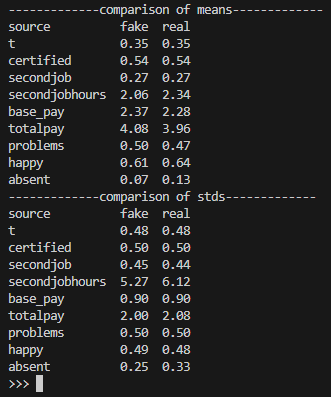 -------------comparison of means-------------
source         fake  real
t              0.35  0.35
certified      0.54  0.54
secondjob      0.27  0.27
secondjobhours 2.06  2.34
base_pay       2.37  2.28
totalpay       4.08  3.96
problems       0.50  0.47
happy          0.61  0.64
absent         0.07  0.13
-------------comparison of stds-------------
source         fake  real
t              0.48  0.48
certified      0.50  0.50
secondjob      0.45  0.44
secondjobhours 5.27  6.12
base_pay       0.90  0.90
totalpay       2.00  2.08
problems       0.50  0.50
happy          0.49  0.48
absent         0.25  0.33
>>>